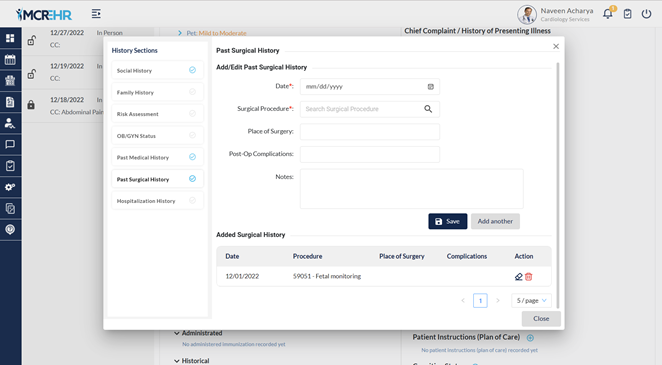 MCREHR
Naveen Acharya
Cardiology Services
12/27/2022 In Person
CC:
Pet: Mild to Moderate
Chief Complaint / History of Presenting Illness
12/19/2022 In
CC:
12/18/2022 In
CC: Abdominal Pain
History Sections
Social History
Family History
Risk Assessment
OB/GYN Status
Past Medical History
Past Surgical History
Hospitalization History
Past Surgical History
Add/Edit Past Surgical History
Date*: mm/dd/yyyy
Surgical Procedure*: Search Surgical Procedure
Place of Surgery:
Post-Op Complications:
Notes:
Save Add another
Added Surgical History
Date Procedure Place of Surgery Complications Action
12/01/2022 59051 - Fetal monitoring
< 1 > 5 / page
Close
Administered
No administered immunization recorded yet
Historical
Patient Instructions (Plan of Care)
No patient instructions (plan of care) recorded yet